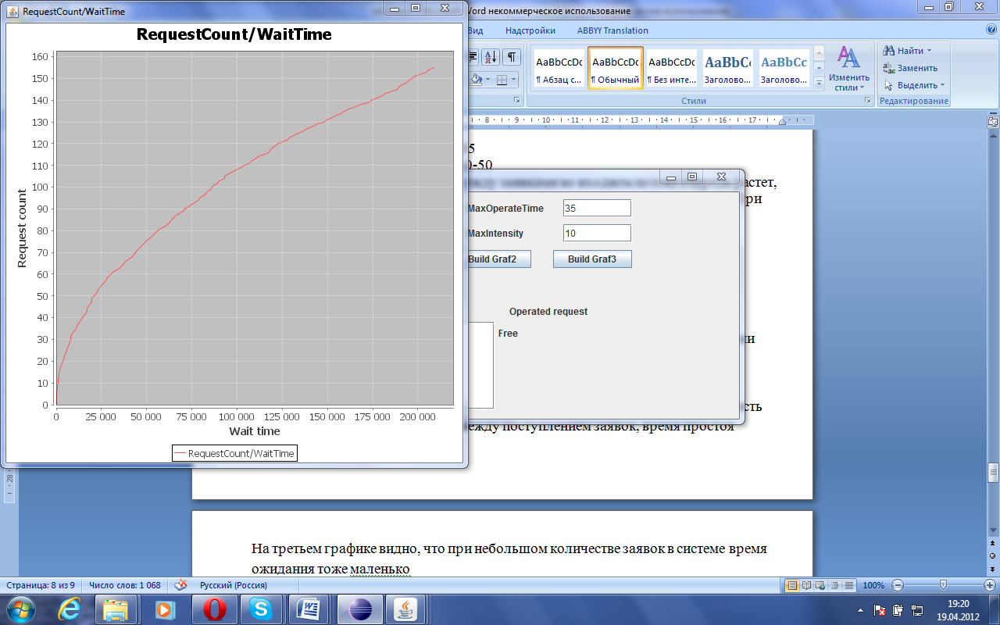 RequestCount/WaitTime
RequestCount/WaitTime
160
150
140
130
120
110
100
90
80
70
60
50
40
30
20
10
0
Request count
0 25 000 50 000 75 000 100 000 125 000 150 000 175 000 200 000
Wait time
RequestCount/WaitTime
Word некоммерческое использование
Вид Надстройки ABBYY Translation
AaBbCcDc AaBbCcDc AaBbCcDc AaBbC AaBbCc
¶ Абзац с... ¶ Обычный ¶ Без инте... Заголово... Заголово...
Изменить стили
Стили
Найти
Заменить
Выделить
Редактирование
8 9 10 11 12 13 14 15 16 17
5
0-50
астет,
три
MaxOperateTime 35
MaxIntensity 10
Build Graf2 Build Graf3
Operated request
Free
сть
ежду поступлением заявок, время простоя
28
На третьем графике видно, что при небольшом количестве заявок в системе время
ожидания тоже маленько
Страница: 8 из 9 Число слов: 1 068 Русский (Россия) 100%
19:20
19.04.2012